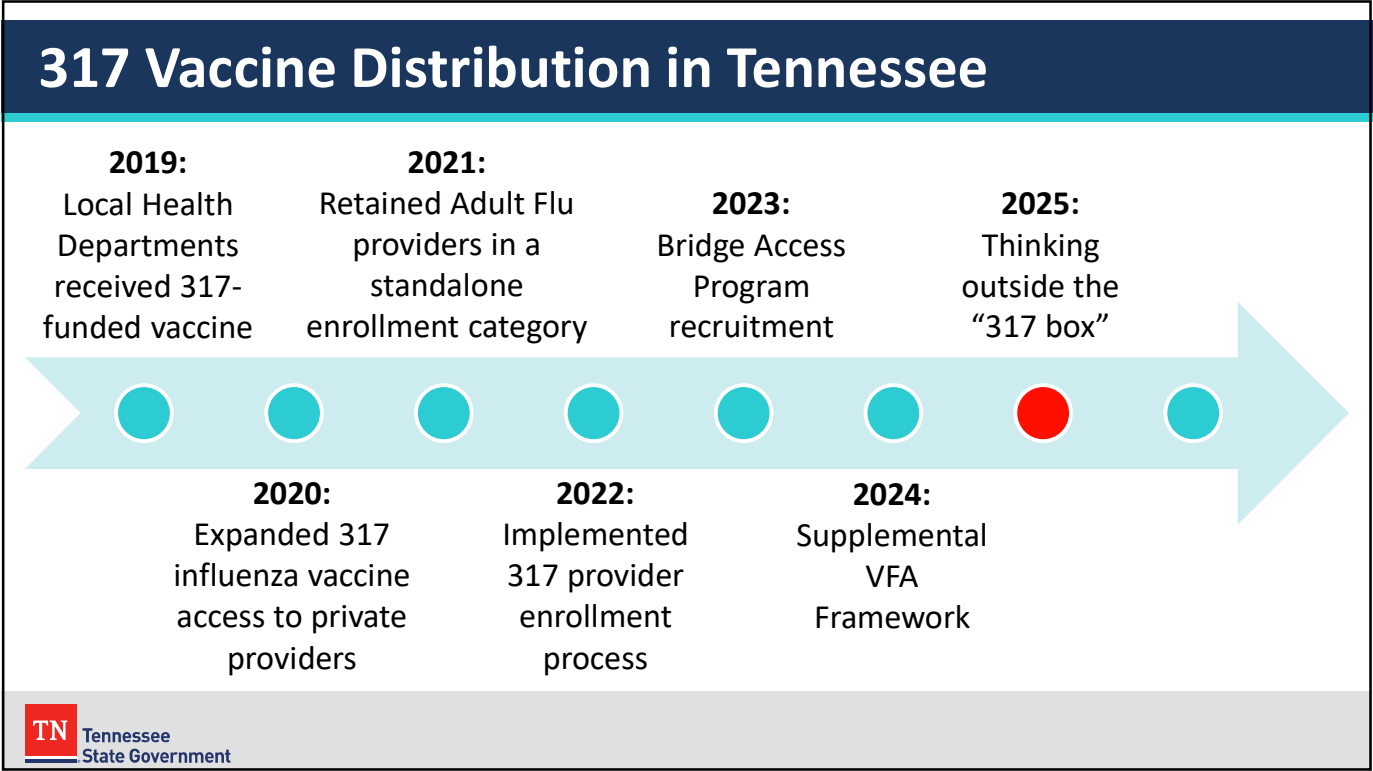 317 Vaccine Distribution in Tennessee
2019:
Local Health
Departments
received 317-
funded vaccine
2020:
Expanded 317
influenza vaccine
access to private
providers
2021:
Retained Adult Flu
providers in a
standalone
enrollment category
2022:
Implemented
317 provider
enrollment
process
2023:
Bridge Access
Program
recruitment
2024:
Supplemental
VFA
Framework
2025:
Thinking
outside the
“317 box”
TN
Tennessee
State Government